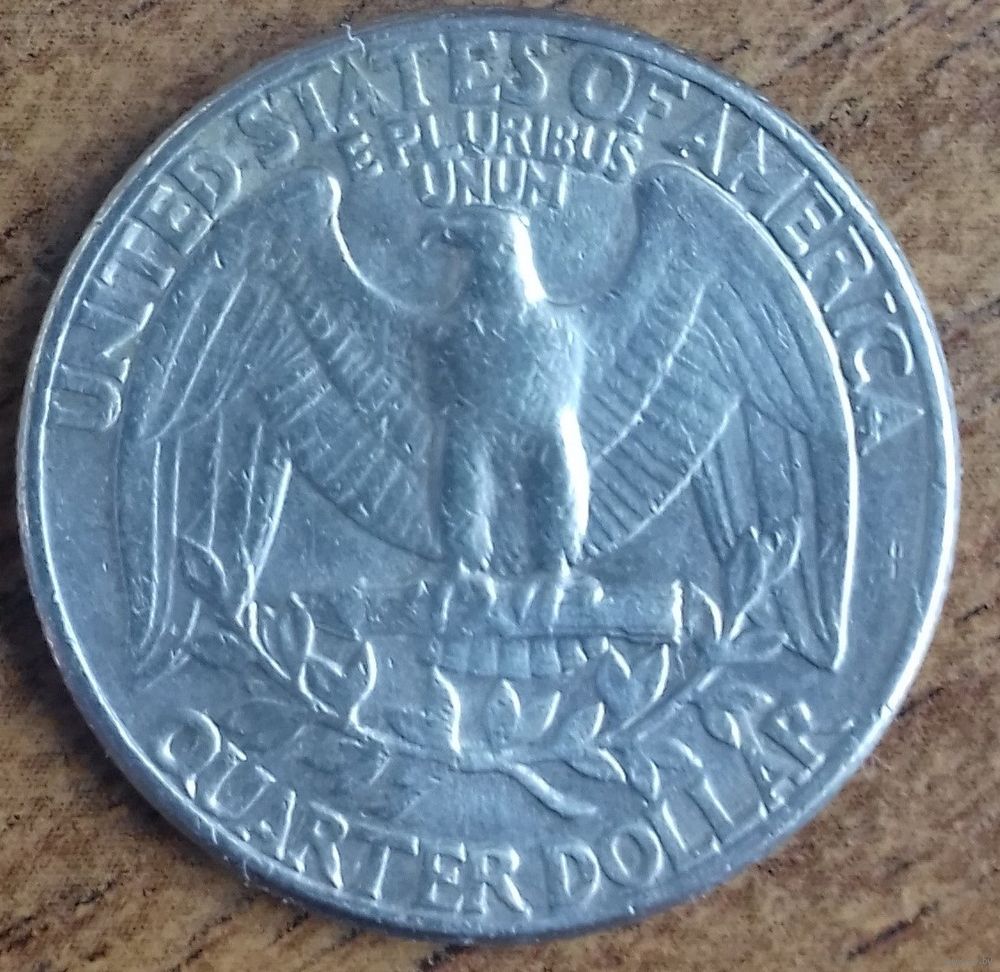 UNITED STATES OF AMERICA
E PLURIBUS
UNUM
QUARTER DOLLAR